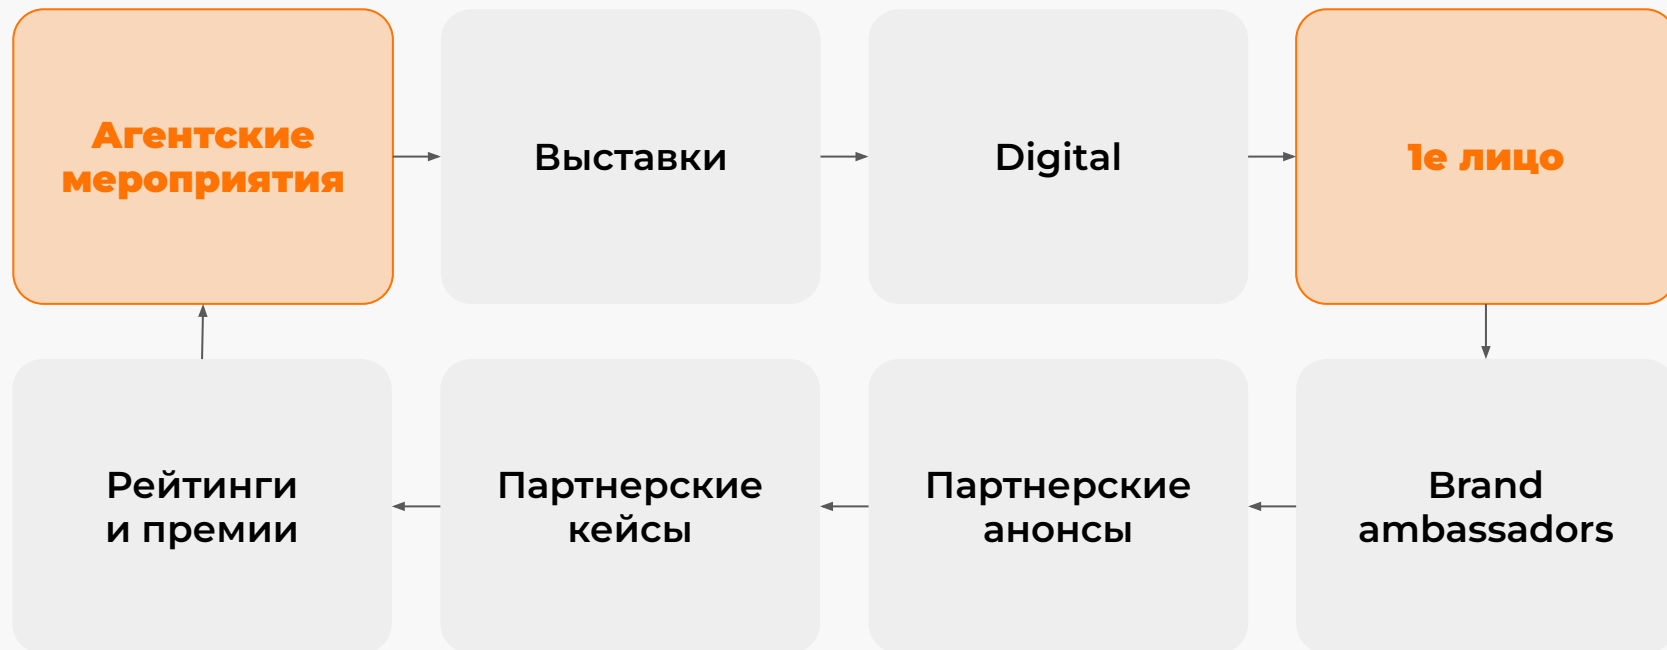 Агентские
мероприятия
Выставки
Digital
1е лицо
Рейтинги
и премии
Партнерские
кейсы
Партнерские
анонсы
Brand
ambassadors